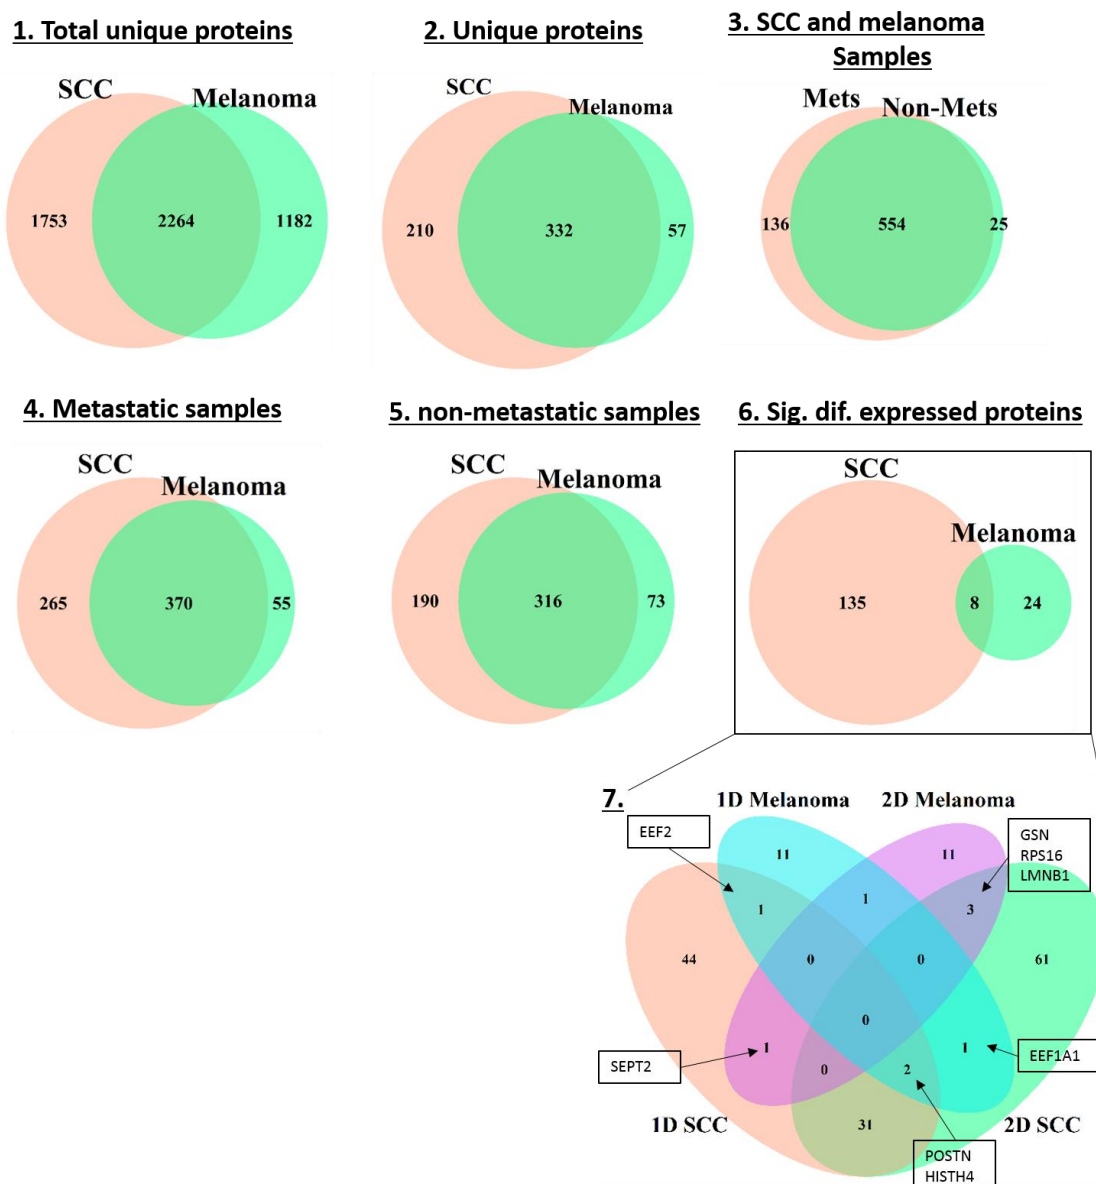 1. Total unique proteins
SCC
Melanoma
1753
2264
1182
2. Unique proteins
SCC
Melanoma
210
332
57
3. SCC and melanoma
Samples
Mets
Non-Mets
136
554
25
4. Metastatic samples
SCC
Melanoma
265
370
55
5. non-metastatic samples
SCC
Melanoma
190
316
73
6. Sig. dif. expressed proteins
SCC
Melanoma
135
8
24
7.
1D Melanoma
2D Melanoma
EEF2
GSN
RPS16
LMNB1
11
11
1
1
3
44
0
0
61
0
SEPT2
1
0
2
1
EEF1A1
1D SCC
31
2D SCC
POSTN
HISTH4